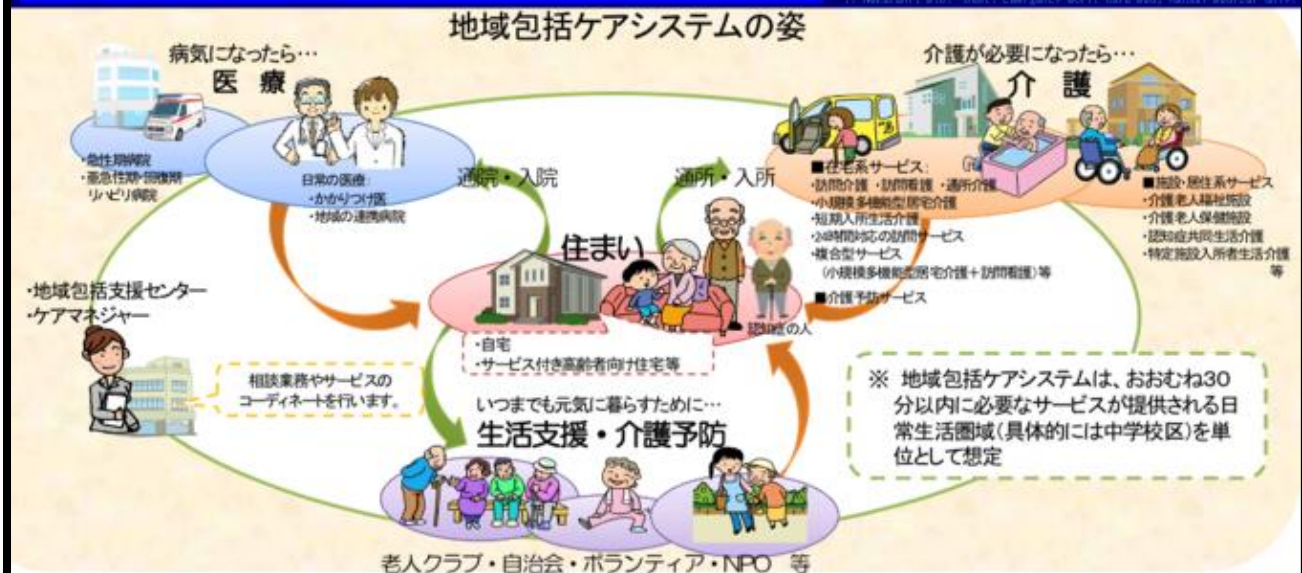 地域包括ケアシステムの姿
病気になったら…
医 療
介護が必要になったら…
介 護
・急性期病院
・亜急性期・回復期
リハビリ病院
日常の医療:
・かかりつけ医
・地域の連携病院
通院・入院
通所・入所
■在宅系サービス:
・訪問介護 ・訪問看護 ・通所介護
・小規模多機能型居宅介護
・短期入所生活介護
・24時間対応の訪問サービス
・複合型サービス
(小規模多機能型居宅介護+訪問看護)等
■介護予防サービス
■施設・居住系サービス
・介護老人福祉施設
・介護老人保健施設
・認知症共同生活介護
・特定施設入所者生活介護
等
住まい
認知症の人
・自宅
・サービス付き高齢者向け住宅等
・地域包括支援センター
・ケアマネジャー
相談業務やサービスの
コーディネートを行います。
いつまでも元気に暮らすために…
生活支援・介護予防
老人クラブ・自治会・ボランティア・NPO 等
※ 地域包括ケアシステムは、おおむね30
分以内に必要なサービスが提供される日
常生活圏域(具体的には中学校区)を単
位として想定